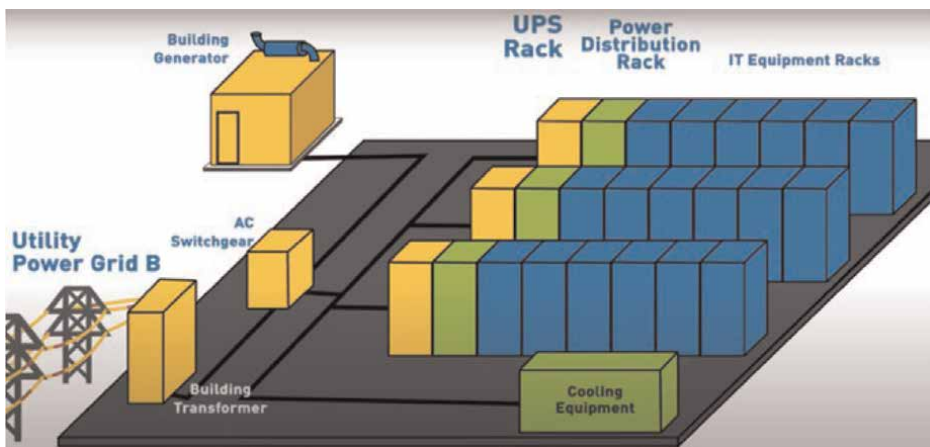 Building
Generator
UPS
Rack
Power
Distribution
Rack
IT Equipment Racks
AC
Switchgear
Utility
Power Grid B
Building
Transformer
Cooling
Equipment